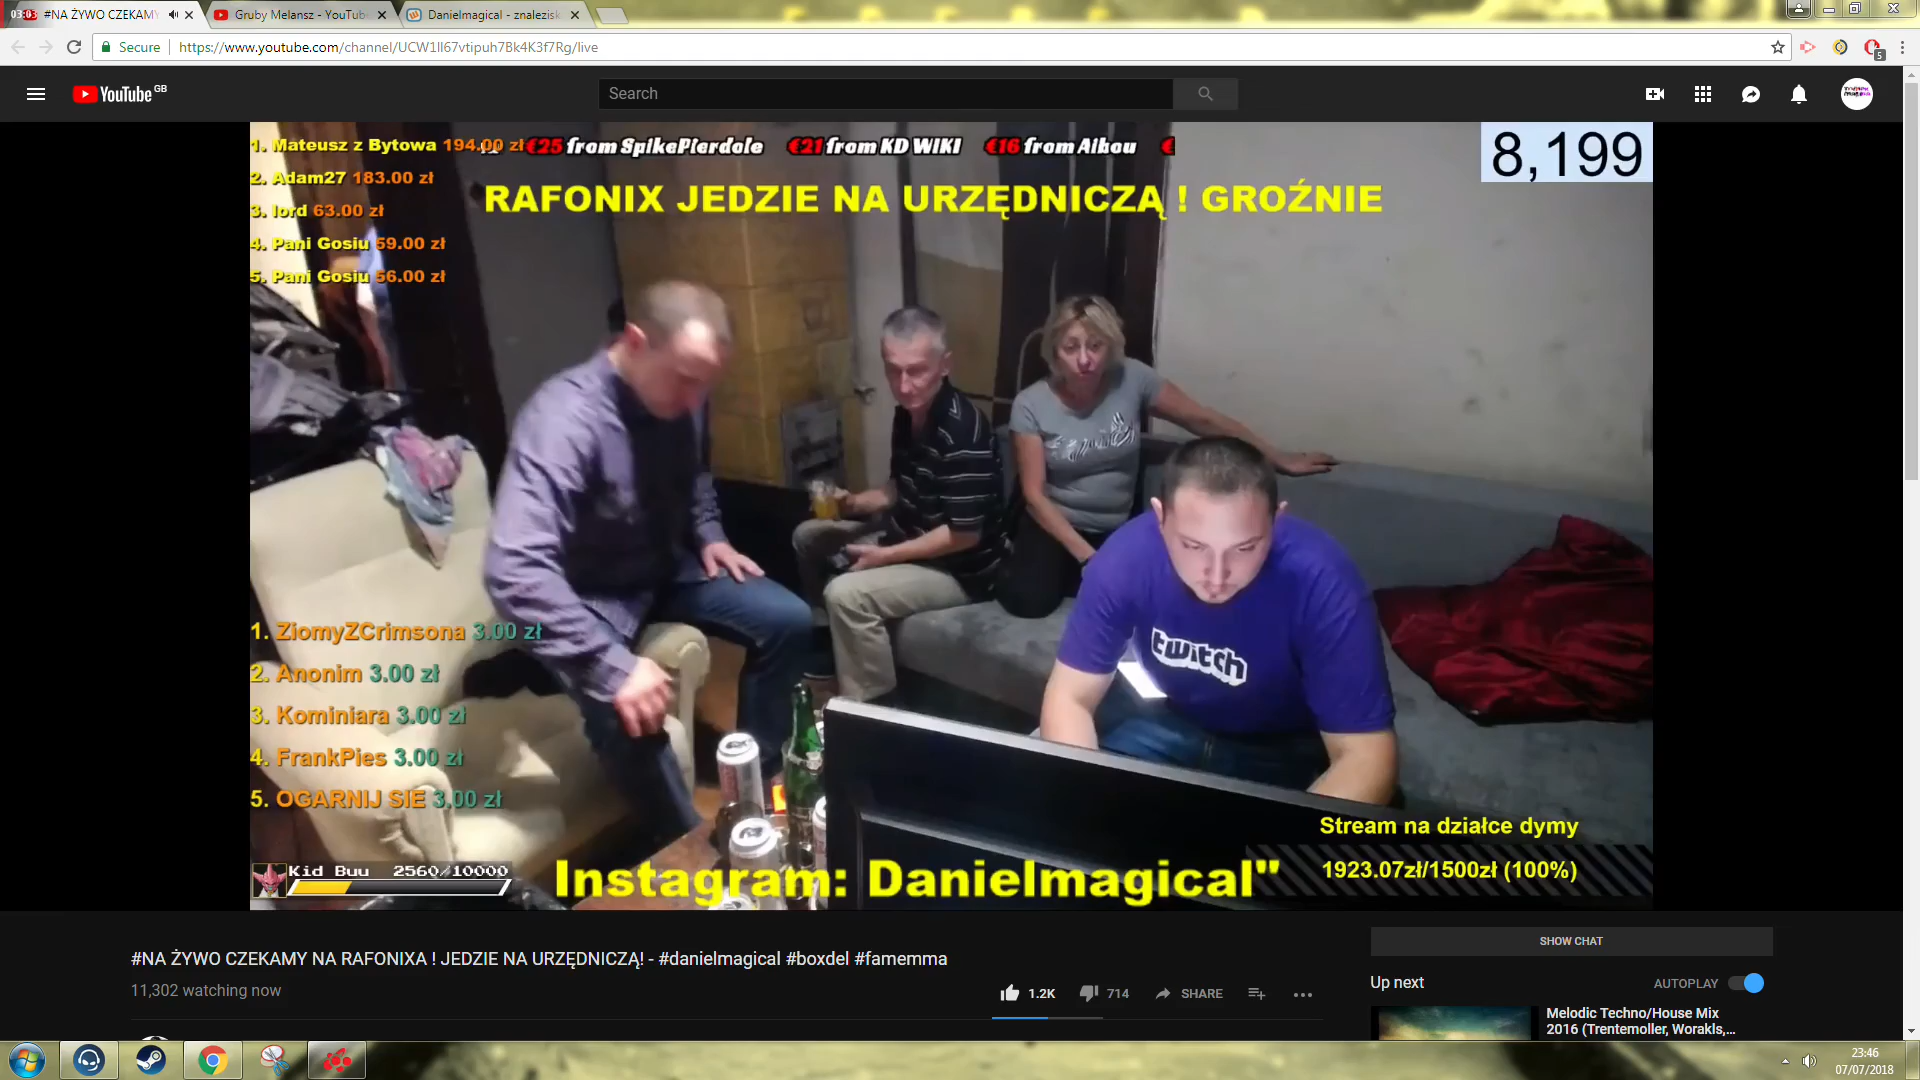 03:03
#NA ŻYWO CZEKAMY
Gruby Melansz - YouTube
Danielmagical - znalezisk
Secure
https://www.youtube.com/channel/UCW1Il67vtipuh7Bk4K3f7Rg/live
5
YouTube GB
Search
1. Mateusz z Bytowa 194.00 zł
€25 from SpikePierdole €21 from KD WIKI €16 from Aikou €
8,199
2. Adam27 183.00 zł
RAFONIX JEDZIE NA URZĘDNICZĄ ! GROŹNIE
3. lord 63.00 zł
4. Pani Gosiu 59.00 zł
5. Pani Gosiu 56.00 zł
1. ZiomyZCrimsona 3.00 zł
twitch
2. Anonim 3.00 zł
3. Kominiara 3.00 zł
4. FrankPies 3.00 zł
5. OGARNIJ SIE 3.00 zł
Stream na działce dymy
1923.07zł/1500zł (100%)
Kid Buu 2560/10000
Instagram: Danielmagical"
#NA ŻYWO CZEKAMY NA RAFONIXA ! JEDZIE NA URZĘDNICZĄ! - #danielmagical #boxdel #famemma
11,302 watching now
1.2K
714
SHARE
SHOW CHAT
Up next
AUTOPLAY
Melodic Techno/House Mix
2016 (Trentemoller, Worakls,...
23:46
07/07/2018